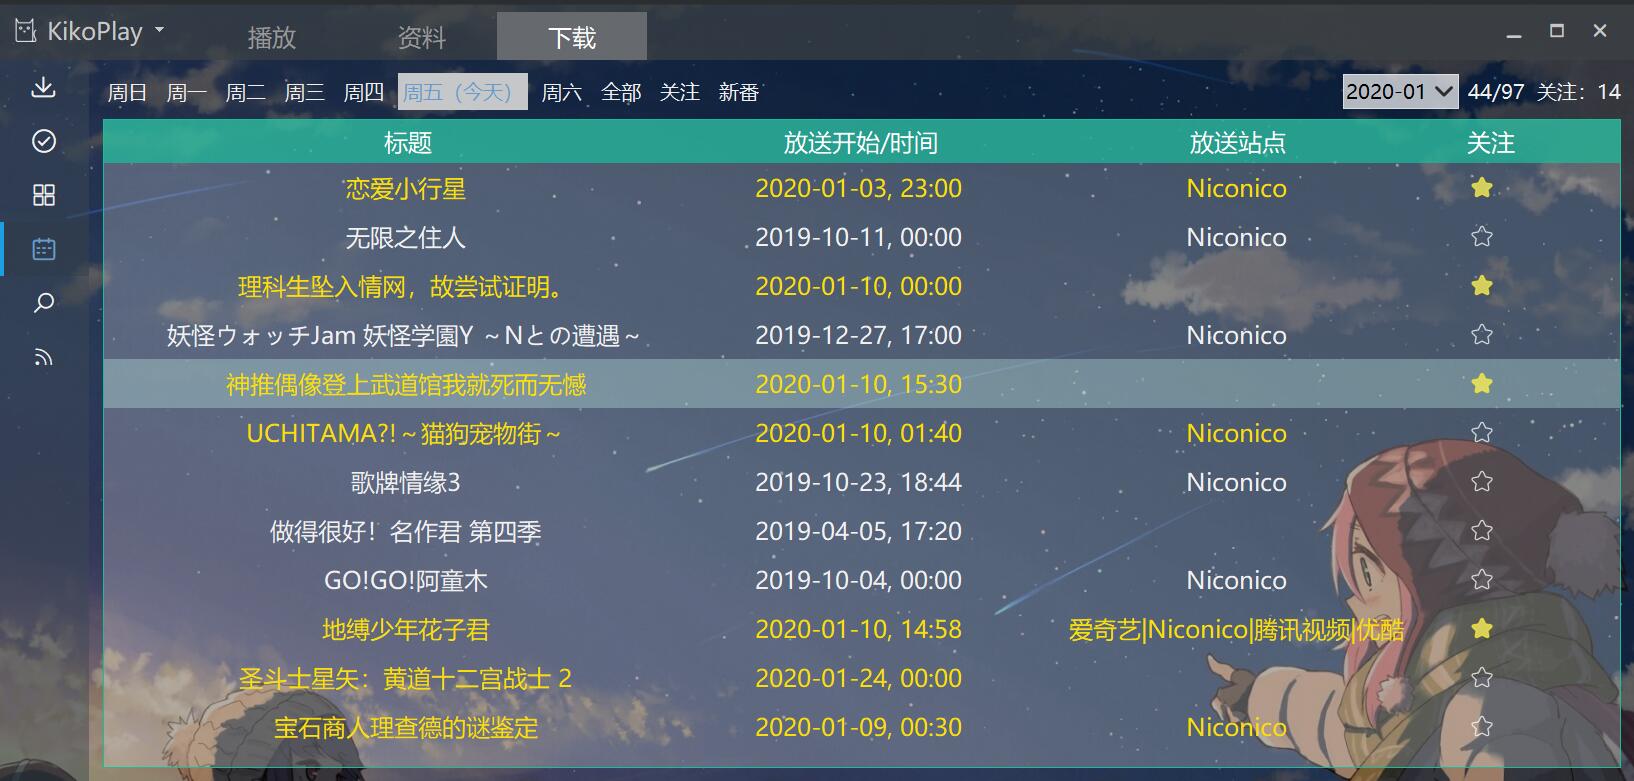 KikoPlay 播放 资料 下载
周日 周一 周二 周三 周四 周五（今天） 周六 全部 关注 新番 2020-01 44/97 关注：14
标题 放送开始/时间 放送站点 关注
恋爱小行星 2020-01-03, 23:00 Niconico
无限之住人 2019-10-11, 00:00 Niconico
理科生坠入情网，故尝试证明。 2020-01-10, 00:00
妖怪ウォッチJam 妖怪学園Y ～Nとの遭遇～ 2019-12-27, 17:00 Niconico
神推偶像登上武道馆我就死而无憾 2020-01-10, 15:30
UCHITAMA?!～猫狗宠物街～ 2020-01-10, 01:40 Niconico
歌牌情缘3 2019-10-23, 18:44 Niconico
做得很好！名作君 第四季 2019-04-05, 17:20
GO!GO!阿童木 2019-10-04, 00:00 Niconico
地缚少年花子君 2020-01-10, 14:58 爱奇艺|Niconico|腾讯视频|优酷
圣斗士星矢：黄道十二宫战士 2 2020-01-24, 00:00
宝石商人理查德的谜鉴定 2020-01-09, 00:30 Niconico